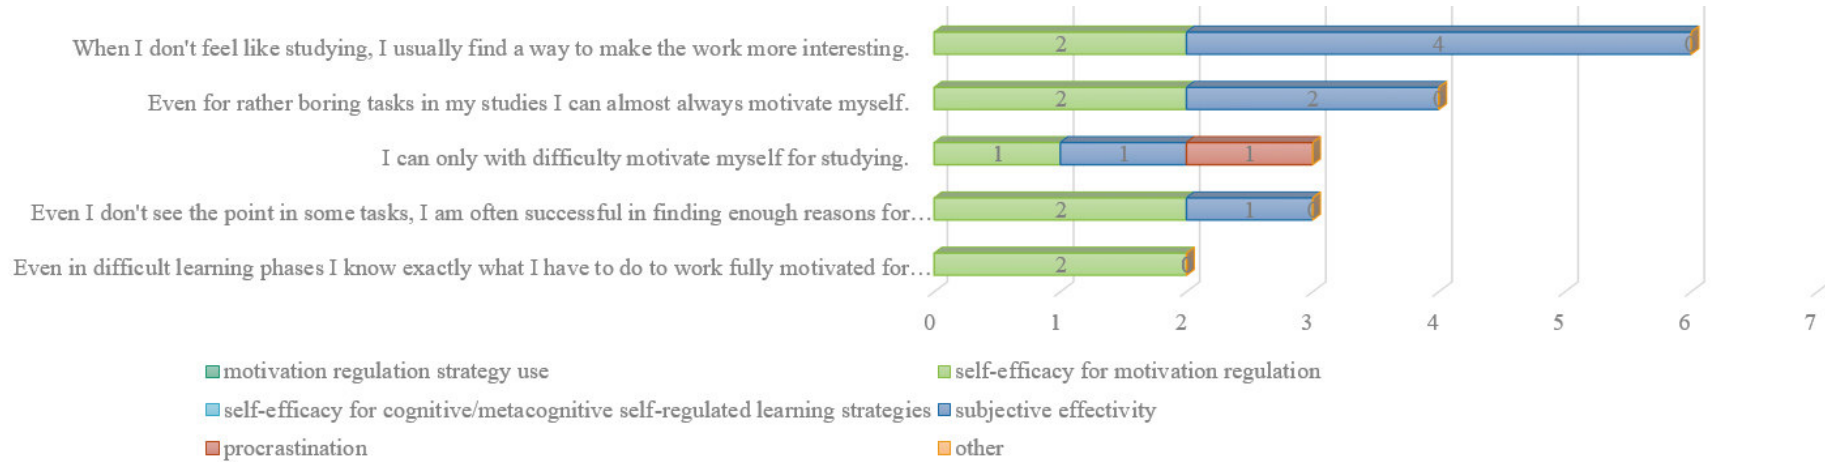 When I don't feel like studying, I usually find a way to make the work more interesting. 2 4 0
Even for rather boring tasks in my studies I can almost always motivate myself. 2 2 0
I can only with difficulty motivate myself for studying. 1 1 1
Even I don't see the point in some tasks, I am often successful in finding enough reasons for… 2 1 0
Even in difficult learning phases I know exactly what I have to do to work fully motivated for… 2 0
0 1 2 3 4 5 6 7
motivation regulation strategy use self-efficacy for motivation regulation
self-efficacy for cognitive/metacognitive self-regulated learning strategies subjective effectivity
procrastination other